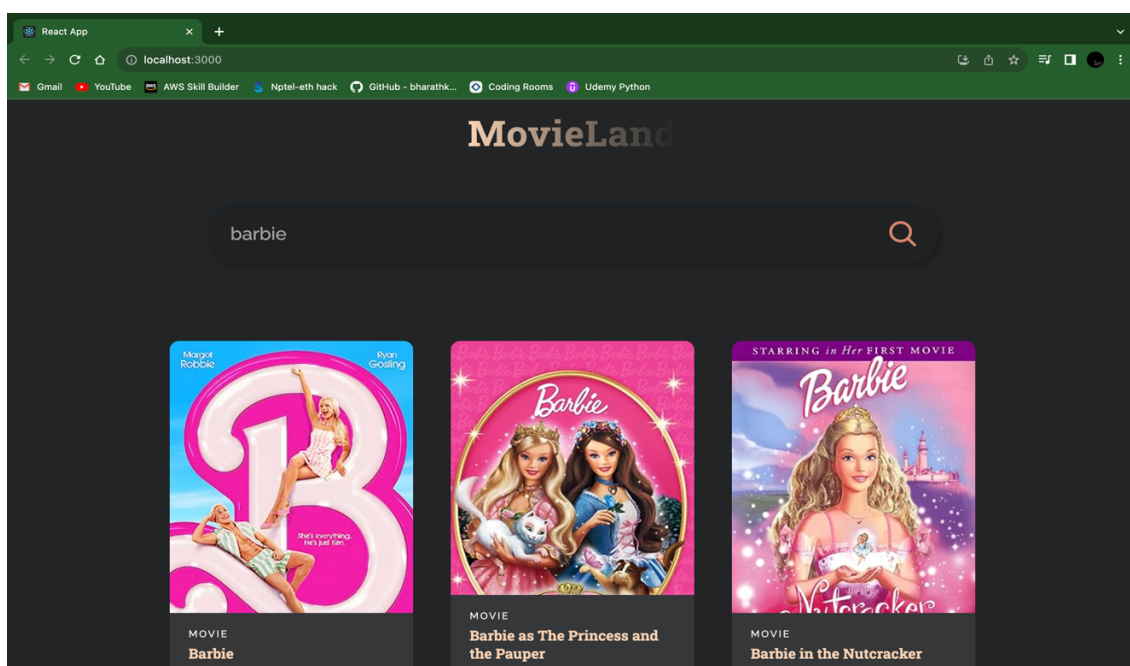 React App
localhost:3000
Gmail YouTube AWS Skill Builder Nptel-eth hack GitHub - bharathk... Coding Rooms Udemy Python
MovieLand
barbie
Margot
Robbie
Ryan
Gosling
She's everything.
He's just Ken.
MOVIE
Barbie
Barbie
MOVIE
Barbie as The Princess and
the Pauper
STARRING in Her FIRST MOVIE
Barbie
Nutcracker
MOVIE
Barbie in the Nutcracker